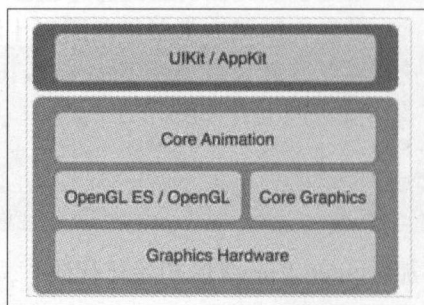 UIKit / AppKit
Core Animation
OpenGL ES / OpenGL
Core Graphics
Graphics Hardware